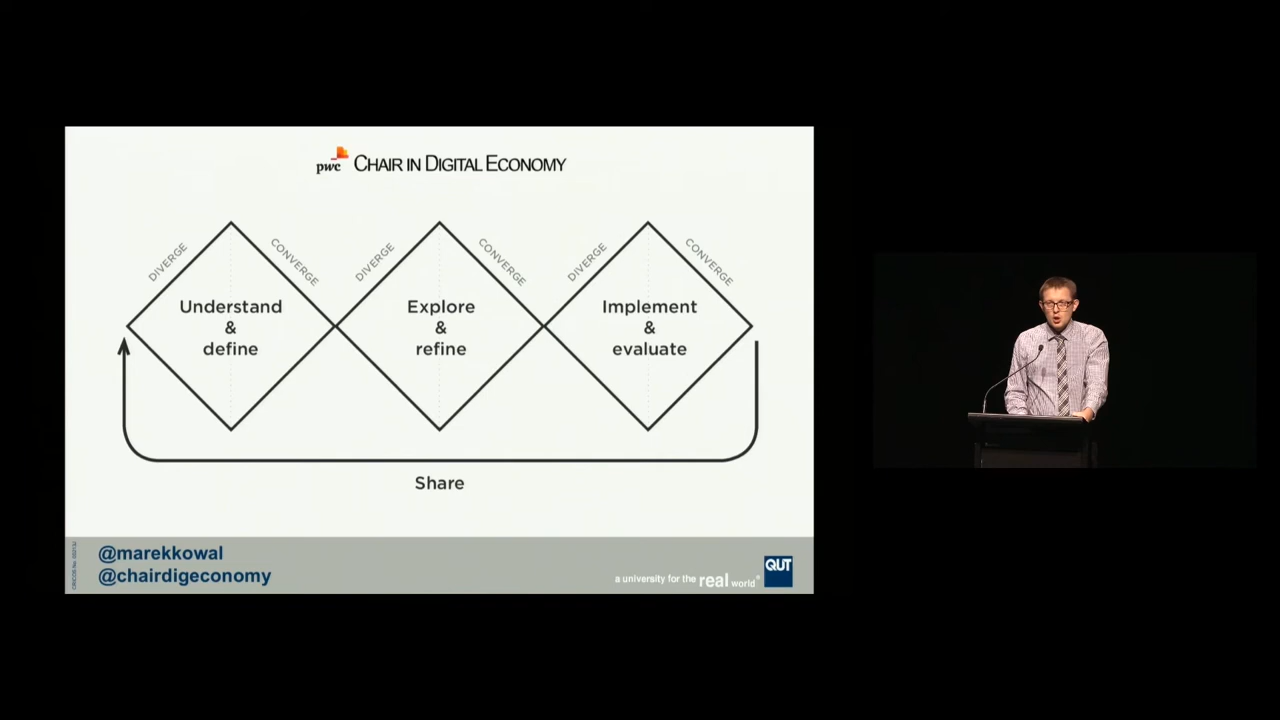 pwc CHAIR IN DIGITAL ECONOMY
DIVERGE
CONVERGE
DIVERGE
CONVERGE
DIVERGE
CONVERGE
Understand
&
define
Explore
&
refine
Implement
&
evaluate
Share
@marekkowal
@chairdigeconomy
a university for the real world®
QUT